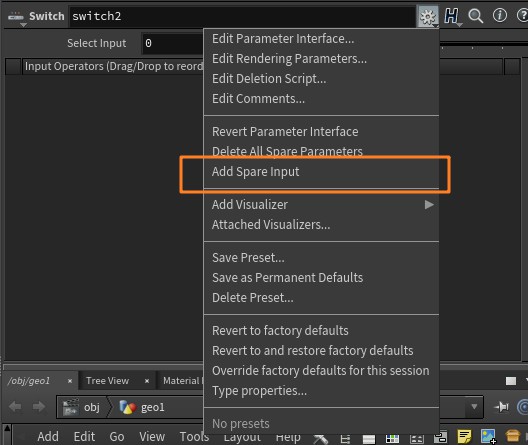 Switch switch2
Select Input 0
Input Operators (Drag/Drop to reord
Edit Parameter Interface...
Edit Rendering Parameters...
Edit Deletion Script...
Edit Comments...
Revert Parameter Interface
Delete All Spare Parameters
Add Spare Input
Add Visualizer
Attached Visualizers...
Save Preset...
Save as Permanent Defaults
Delete Preset...
Revert to factory defaults
Revert to and restore factory defaults
Override factory defaults for this session
Type properties...
No presets
/obj/geo1 × Tree View × Material
obj geo1
Add Edit Go View Tools Layout Help